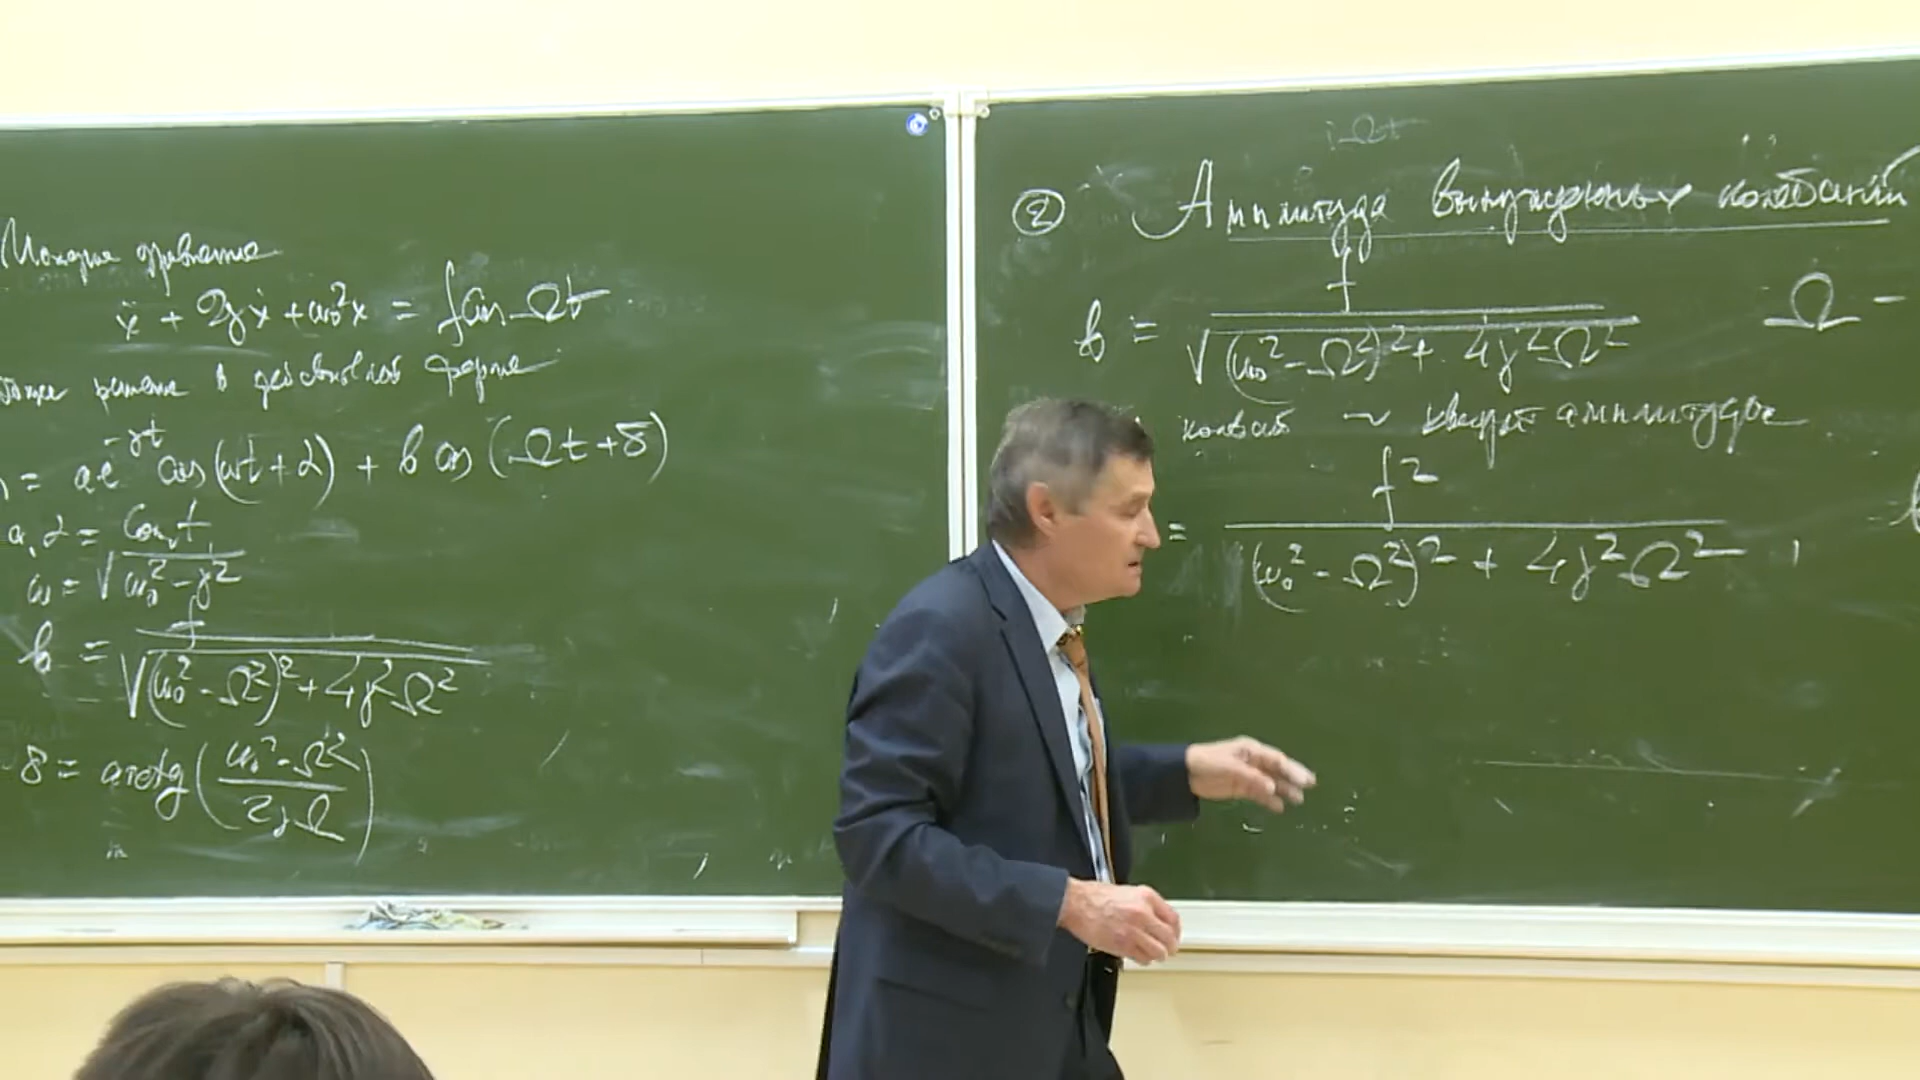 Исходное уравнение
ẍ + 2γẋ + ω₀²x = f cos Ωt
решение в действительной форме
= ae^{-γt} cos(ωt + α) + b cos(Ωt + δ)
a, α = Const
ω = √(ω₀² - γ²)
b = f / √((ω₀² - Ω²)² + 4γ²Ω²)
δ = arctg((ω₀² - Ω²) / 2γΩ)
iΩt
② Амплитуда вынужденных колебаний
b = f / √((ω₀² - Ω²)² + 4γ²Ω²)
Ω -
колеб ~ квадрат амплитуды
= f² / ((ω₀² - Ω²)² + 4γ²Ω²) ,